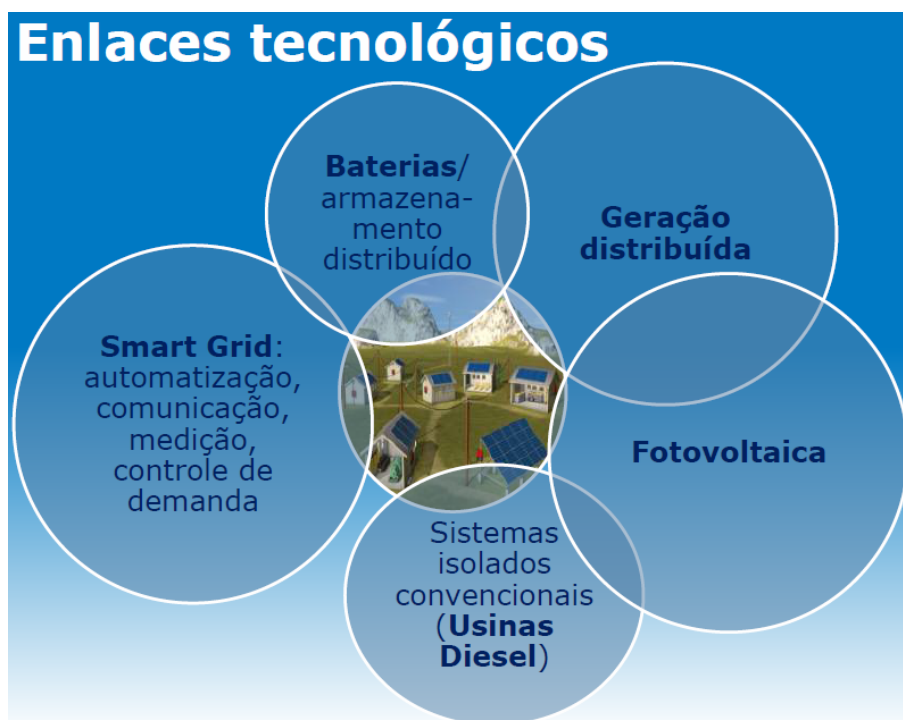 Enlaces tecnológicos
Baterias/
armazena-
mento
distribuído
Geração
distribuída
Smart Grid:
automatização,
comunicação,
medição,
controle de
demanda
Fotovoltaica
Sistemas
isolados
convencionais
(Usinas
Diesel)